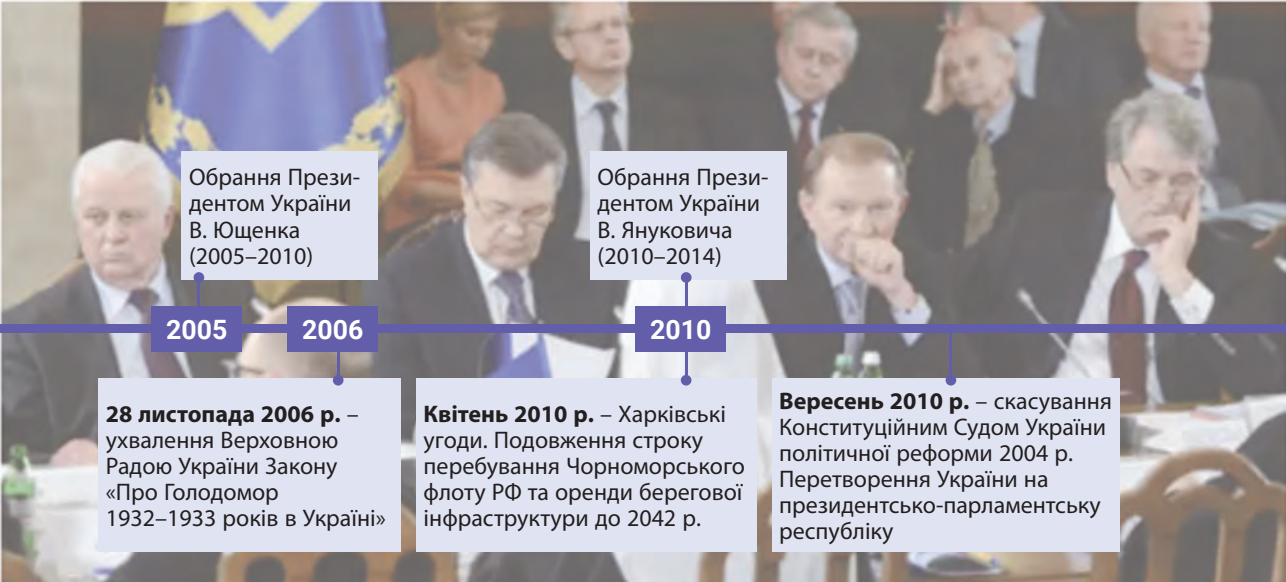 Обрання Прези-
дентом України
В. Ющенка
(2005–2010)
Обрання Прези-
дентом України
В. Януковича
(2010–2014)
2005
2006
2010
28 листопада 2006 р. –
ухвалення Верховною
Радою України Закону
«Про Голодомор
1932–1933 років в Україні»
Квітень 2010 р. – Харківські
угоди. Подовження строку
перебування Чорноморського
флоту РФ та оренди берегової
інфраструктури до 2042 р.
Вересень 2010 р. – скасування
Конституційним Судом України
політичної реформи 2004 р.
Перетворення України на
президентсько-парламентську
республіку